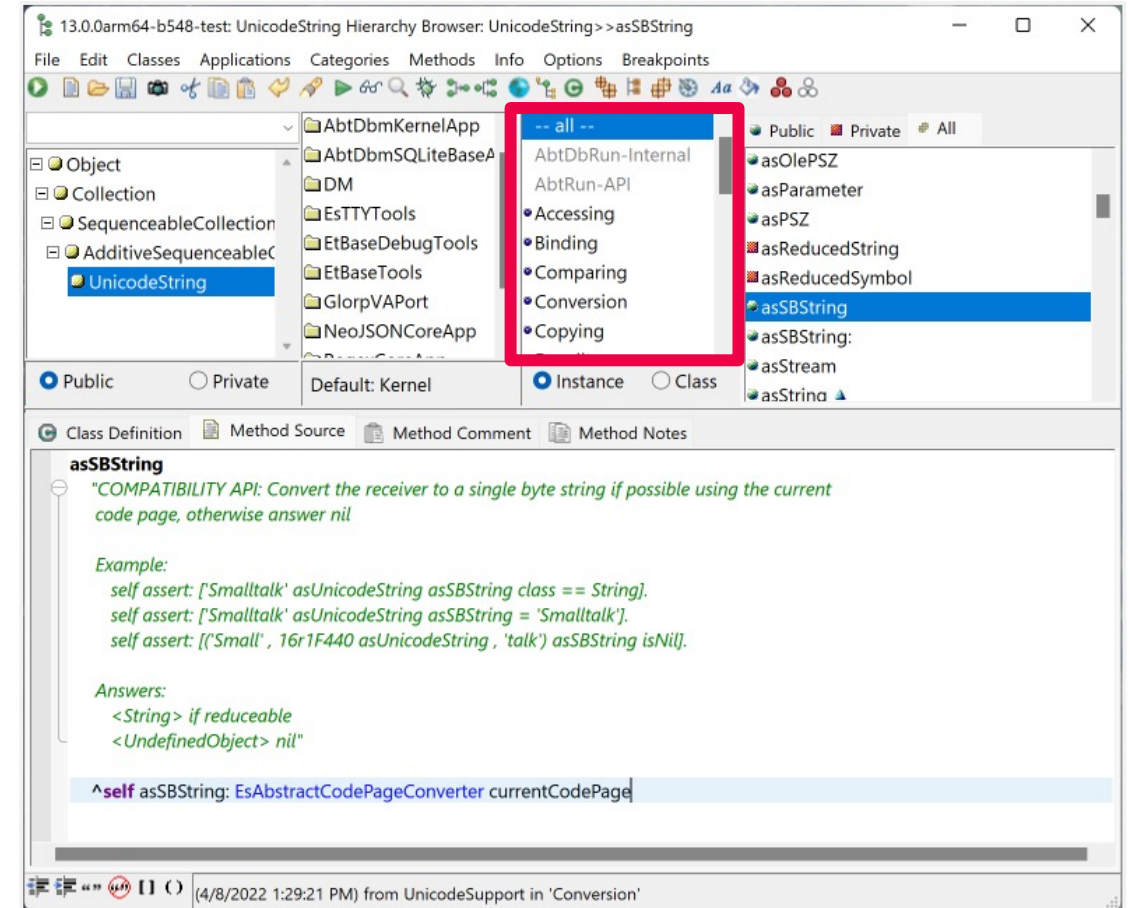 13.0.0arm64-b548-test: UnicodeString Hierarchy Browser: UnicodeString>>asSBString
File Edit Classes Applications Categories Methods Info Options Breakpoints
Object
Collection
SequenceableCollection
AdditiveSequenceableC
UnicodeString
Public Private
AbtDbmKernelApp
AbtDbmSQLiteBaseA
DM
EsTTYTools
EtBaseDebugTools
EtBaseTools
GlorpVAPort
NeoJSONCoreApp
Default: Kernel
-- all --
AbtDbRun-Internal
AbtRun-API
Accessing
Binding
Comparing
Conversion
Copying
Instance Class
Public Private All
asOlePSZ
asParameter
asPSZ
asReducedString
asReducedSymbol
asSBString
asSBString:
asStream
asString
Class Definition Method Source Method Comment Method Notes
asSBString
"COMPATIBILITY API: Convert the receiver to a single byte string if possible using the current
code page, otherwise answer nil
Example:
self assert: ['Smalltalk' asUnicodeString asSBString class == String].
self assert: ['Smalltalk' asUnicodeString asSBString = 'Smalltalk'].
self assert: [('Small' , 16r1F440 asUnicodeString , 'talk') asSBString isNil].
Answers:
<String> if reduceable
<UndefinedObject> nil"
^self asSBString: EsAbstractCodePageConverter currentCodePage
(4/8/2022 1:29:21 PM) from UnicodeSupport in 'Conversion'